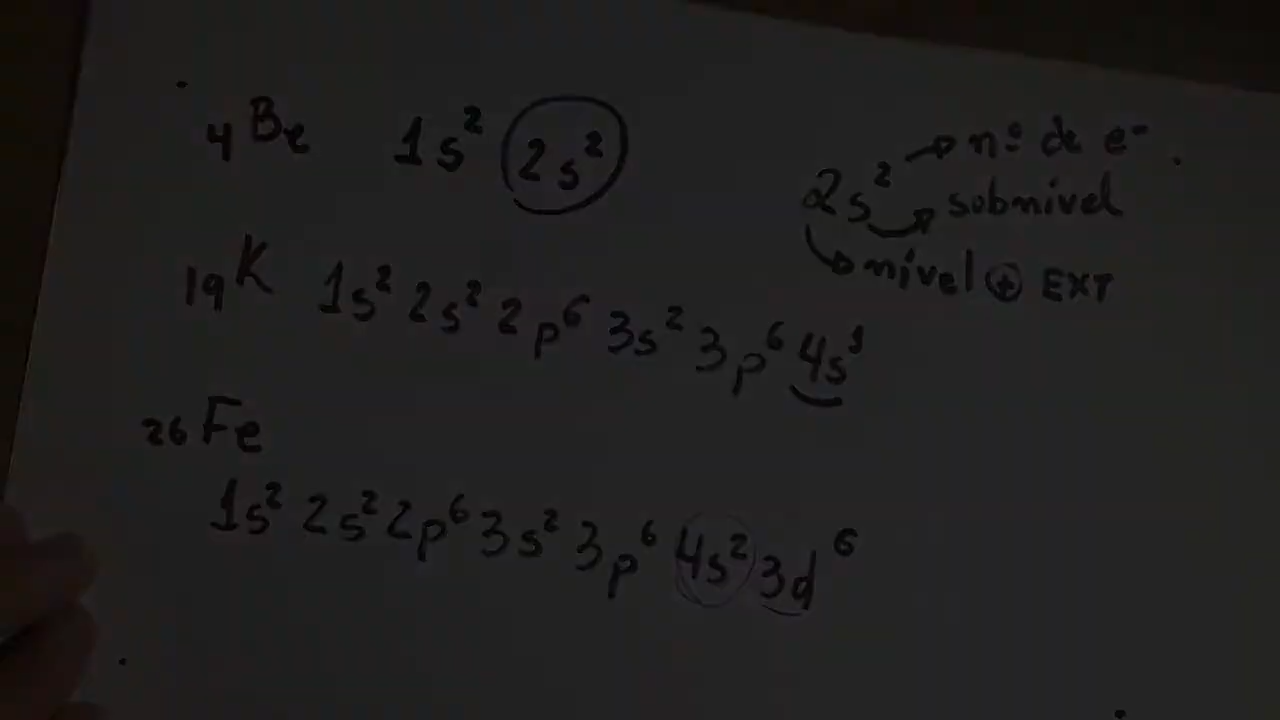 ₄Be 1s² 2s²
2s² → nº de e⁻
→ sobnível
→ nível ⊕ EXT
₁₉K 1s² 2s² 2p⁶ 3s² 3p⁶ 4s¹
₂₆Fe
1s² 2s² 2p⁶ 3s² 3p⁶ 4s² 3d⁶